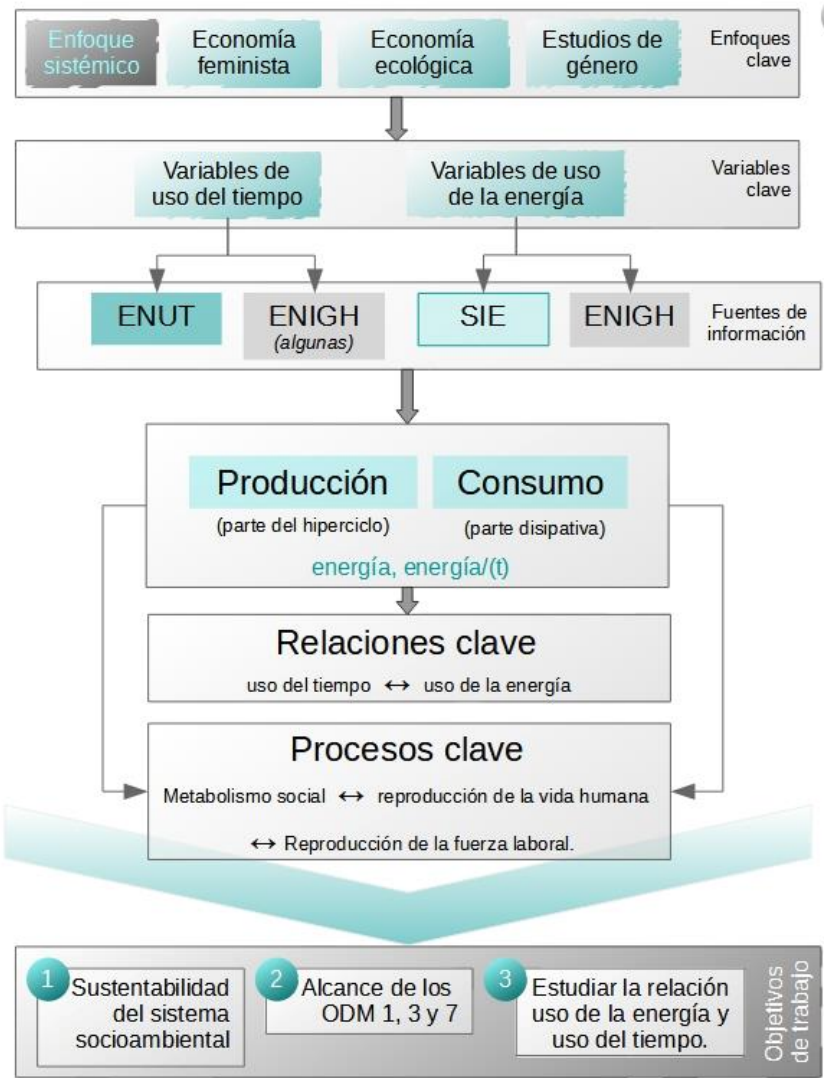 Enfoque
sistémico
Economía
feminista
Economía
ecológica
Estudios de
género
Enfoques
clave
Variables de
uso del tiempo
Variables de uso
de la energía
Variables
clave
ENUT
ENIGH
(algunas)
SIE
ENIGH
Fuentes de
información
Producción
(parte del hiperciclo)
Consumo
(parte disipativa)
energía, energía/(t)
Relaciones clave
uso del tiempo ↔ uso de la energía
Procesos clave
Metabolismo social ↔ reproducción de la vida humana
↔ Reproducción de la fuerza laboral.
1
Sustentabilidad
del sistema
socioambiental
2
Alcance de los
ODM 1, 3 y 7
3
Estudiar la relación
uso de la energía y
uso del tiempo.
Objetivos
de trabajo